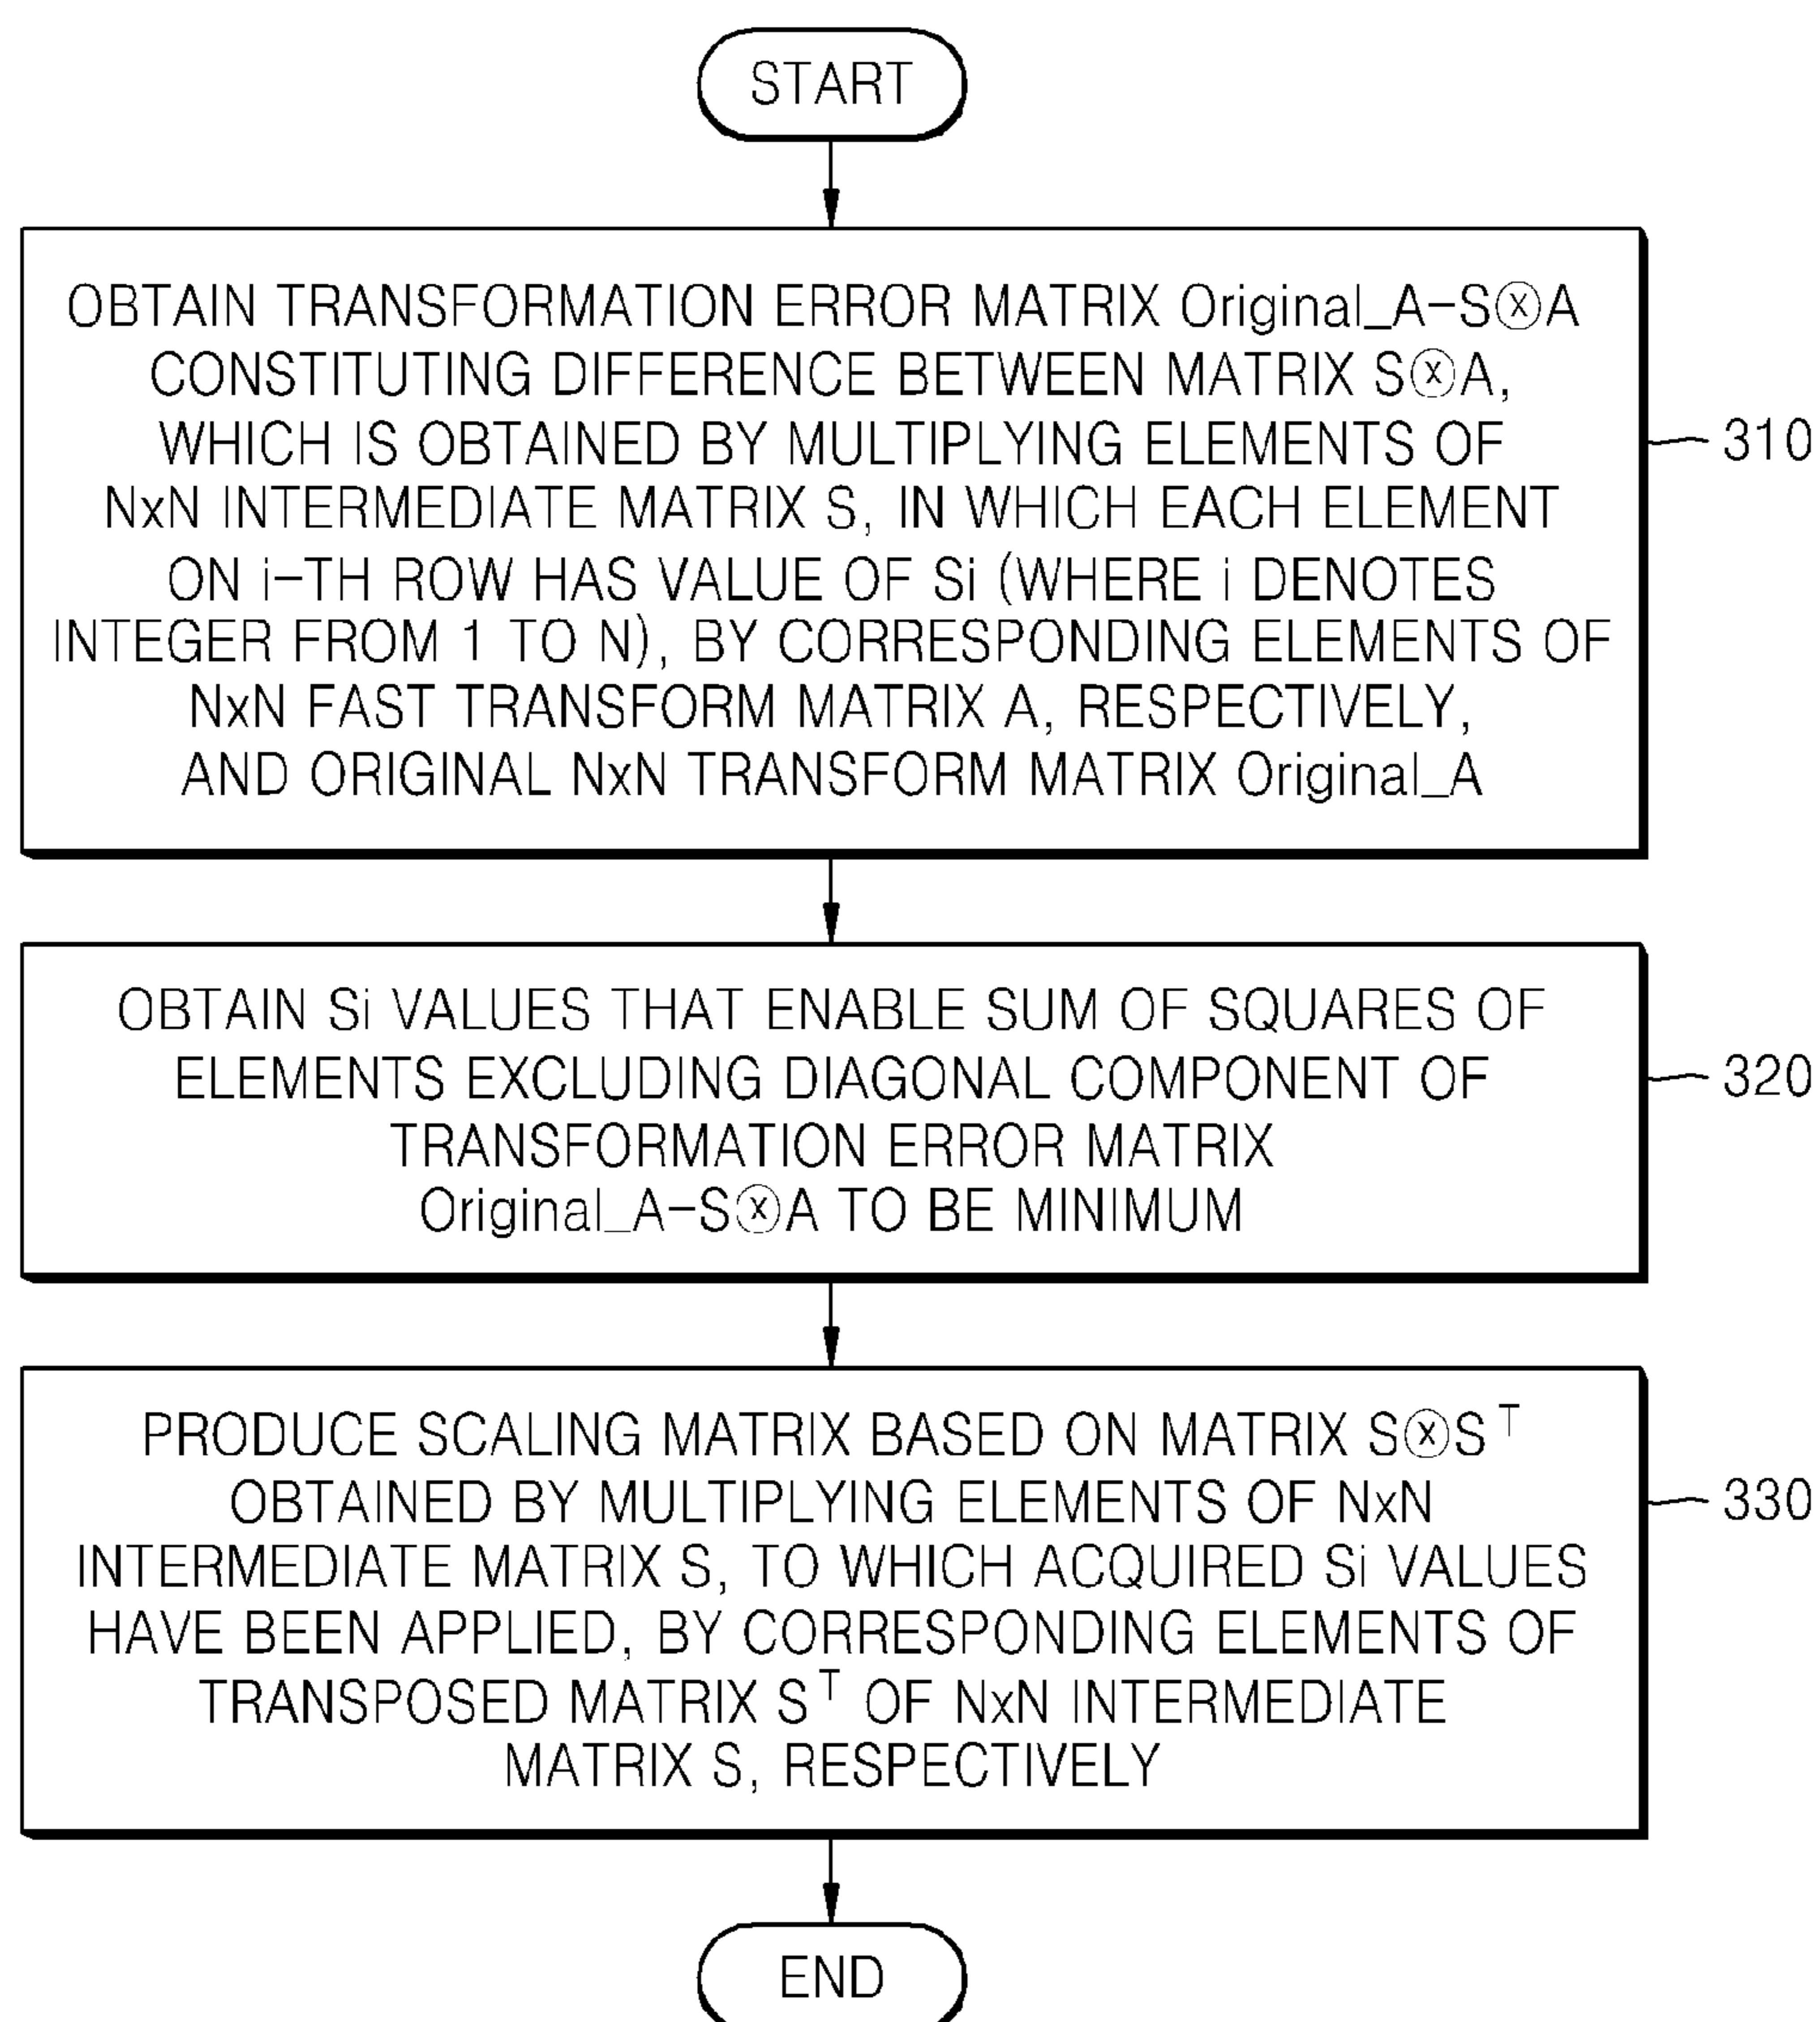 START
OBTAIN TRANSFORMATION ERROR MATRIX Original_A-SⓧA
CONSTITUTING DIFFERENCE BETWEEN MATRIX SⓧA,
WHICH IS OBTAINED BY MULTIPLYING ELEMENTS OF
NxN INTERMEDIATE MATRIX S, IN WHICH EACH ELEMENT
ON i-TH ROW HAS VALUE OF Si (WHERE i DENOTES
INTEGER FROM 1 TO N), BY CORRESPONDING ELEMENTS OF
NxN FAST TRANSFORM MATRIX A, RESPECTIVELY,
AND ORIGINAL NxN TRANSFORM MATRIX Original_A
310
OBTAIN Si VALUES THAT ENABLE SUM OF SQUARES OF
ELEMENTS EXCLUDING DIAGONAL COMPONENT OF
TRANSFORMATION ERROR MATRIX
Original_A-SⓧA TO BE MINIMUM
320
PRODUCE SCALING MATRIX BASED ON MATRIX SⓧSᵀ
OBTAINED BY MULTIPLYING ELEMENTS OF NxN
INTERMEDIATE MATRIX S, TO WHICH ACQUIRED Si VALUES
HAVE BEEN APPLIED, BY CORRESPONDING ELEMENTS OF
TRANSPOSED MATRIX Sᵀ OF NxN INTERMEDIATE
MATRIX S, RESPECTIVELY
330
END